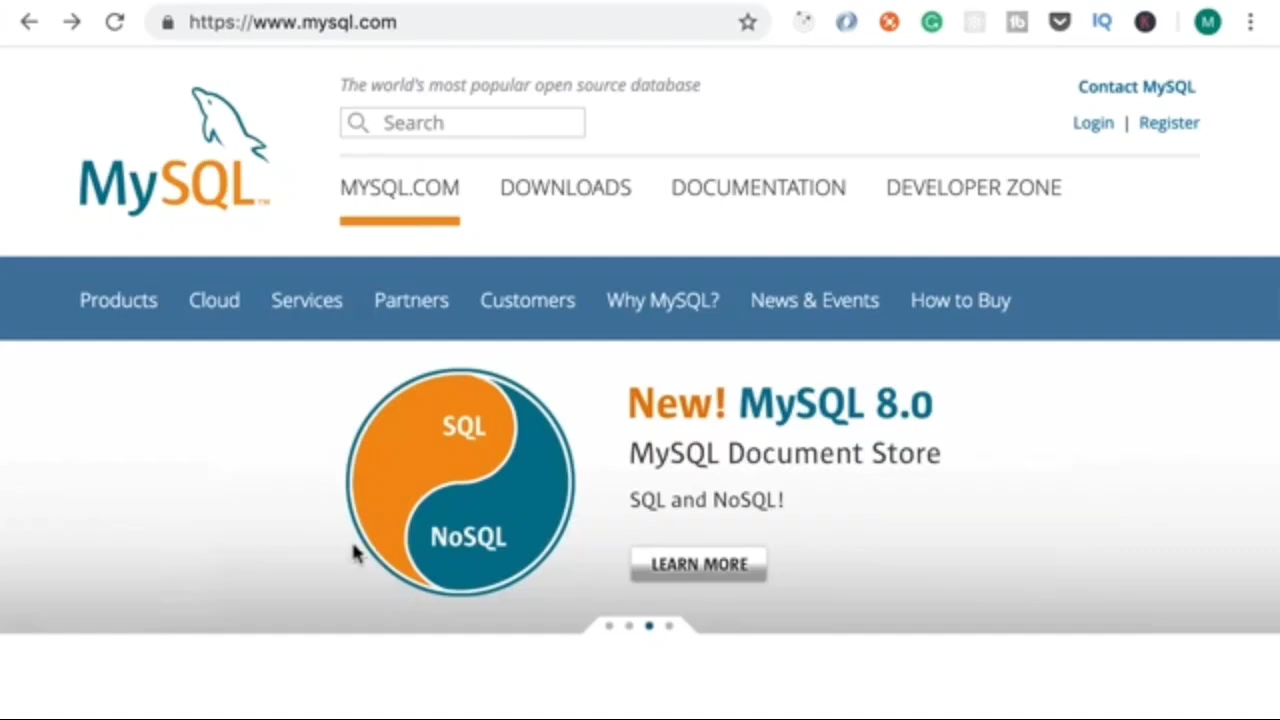 https://www.mysql.com
IQ
M
The world's most popular open source database
Contact MySQL
Search
Login | Register
MySQL™
MYSQL.COM DOWNLOADS DOCUMENTATION DEVELOPER ZONE
Products Cloud Services Partners Customers Why MySQL? News & Events How to Buy
SQL
NoSQL
New! MySQL 8.0
MySQL Document Store
SQL and NoSQL!
LEARN MORE